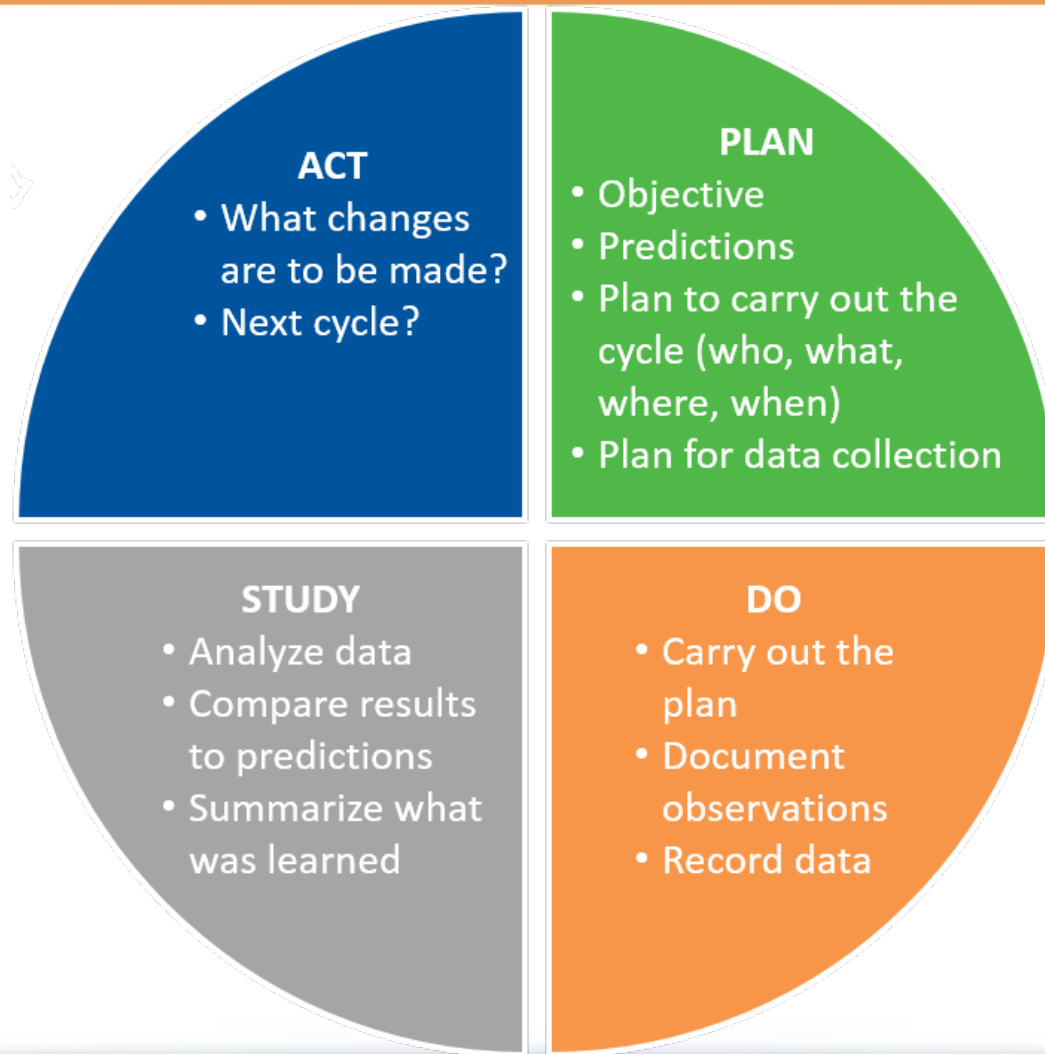 ACT
• What changes
are to be made?
• Next cycle?
PLAN
• Objective
• Predictions
• Plan to carry out the
cycle (who, what,
where, when)
• Plan for data collection
STUDY
• Analyze data
• Compare results
to predictions
• Summarize what
was learned
DO
• Carry out the
plan
• Document
observations
• Record data